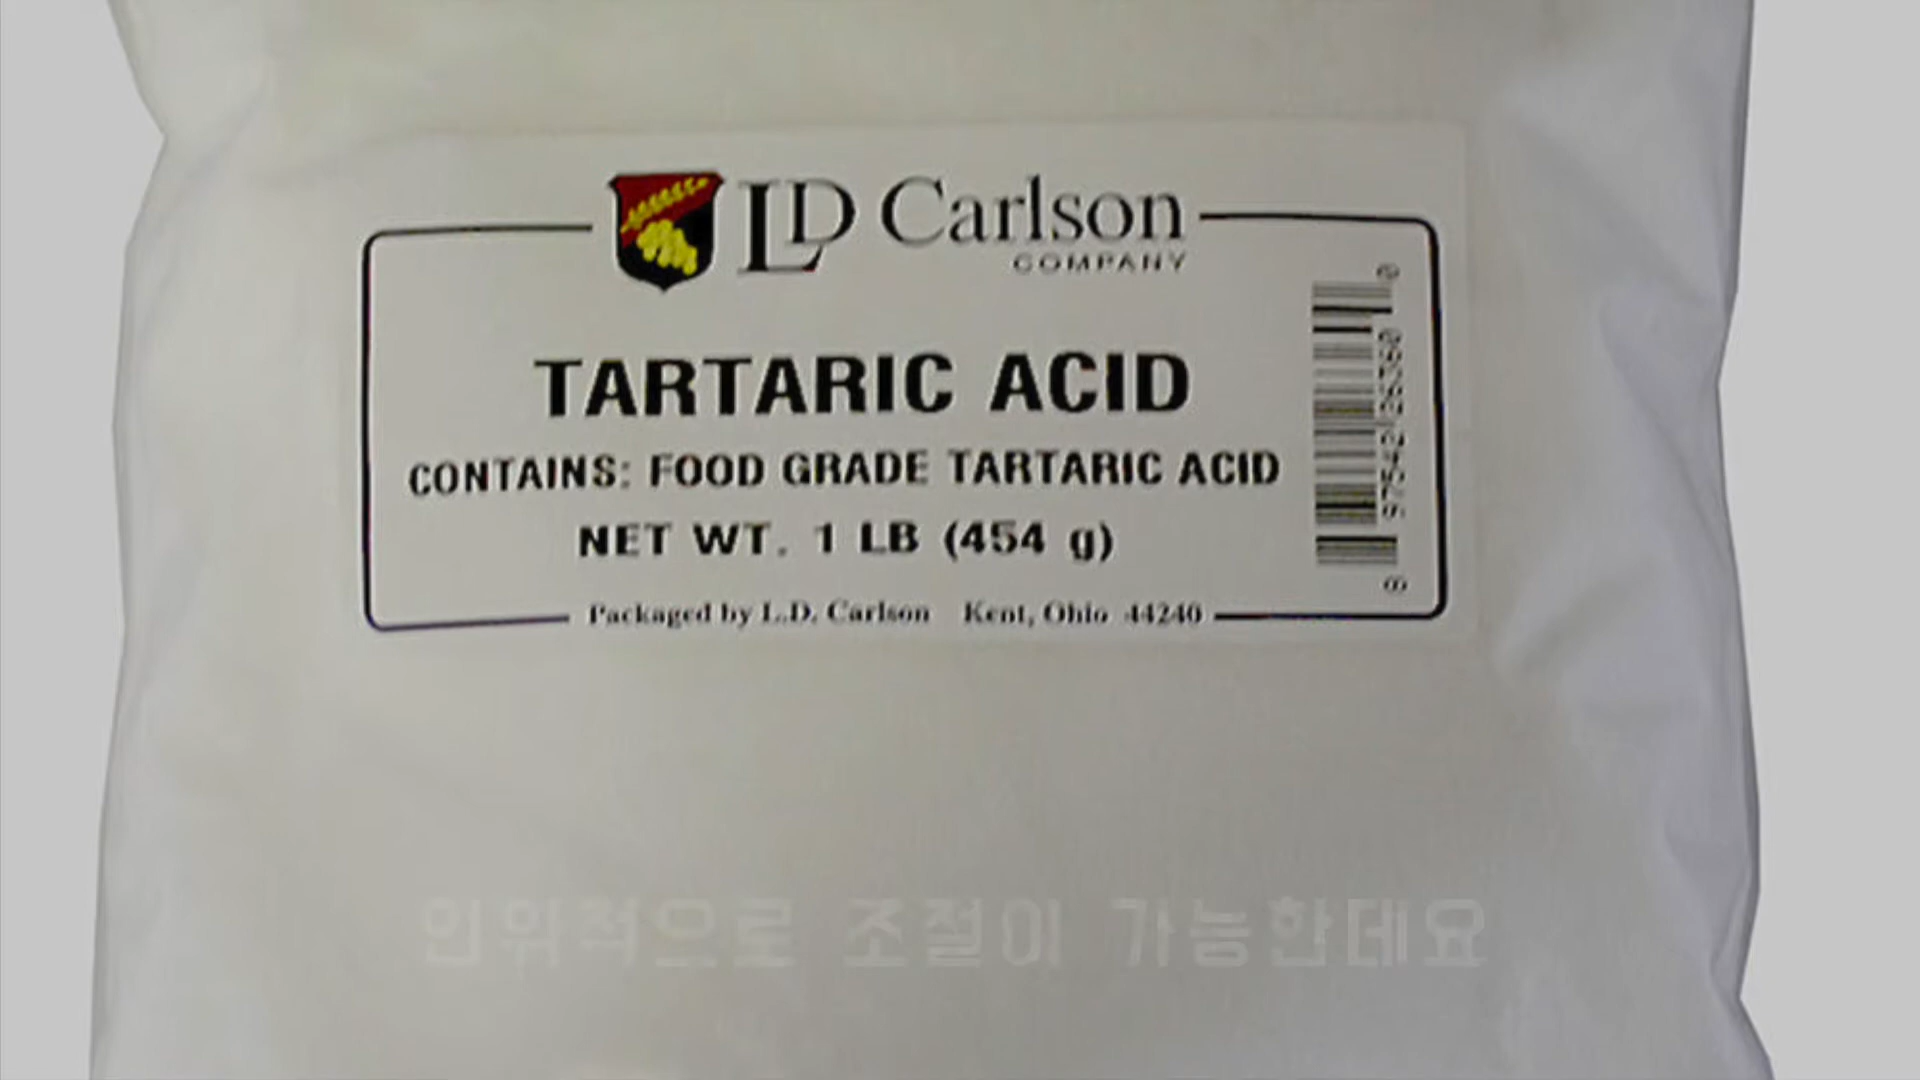 LD Carlson
COMPANY
TARTARIC ACID
CONTAINS: FOOD GRADE TARTARIC ACID
NET WT. 1 LB (454 g)
Packaged by L.D. Carlson Kent, Ohio 44240
인위적으로 조절이 가능한데요